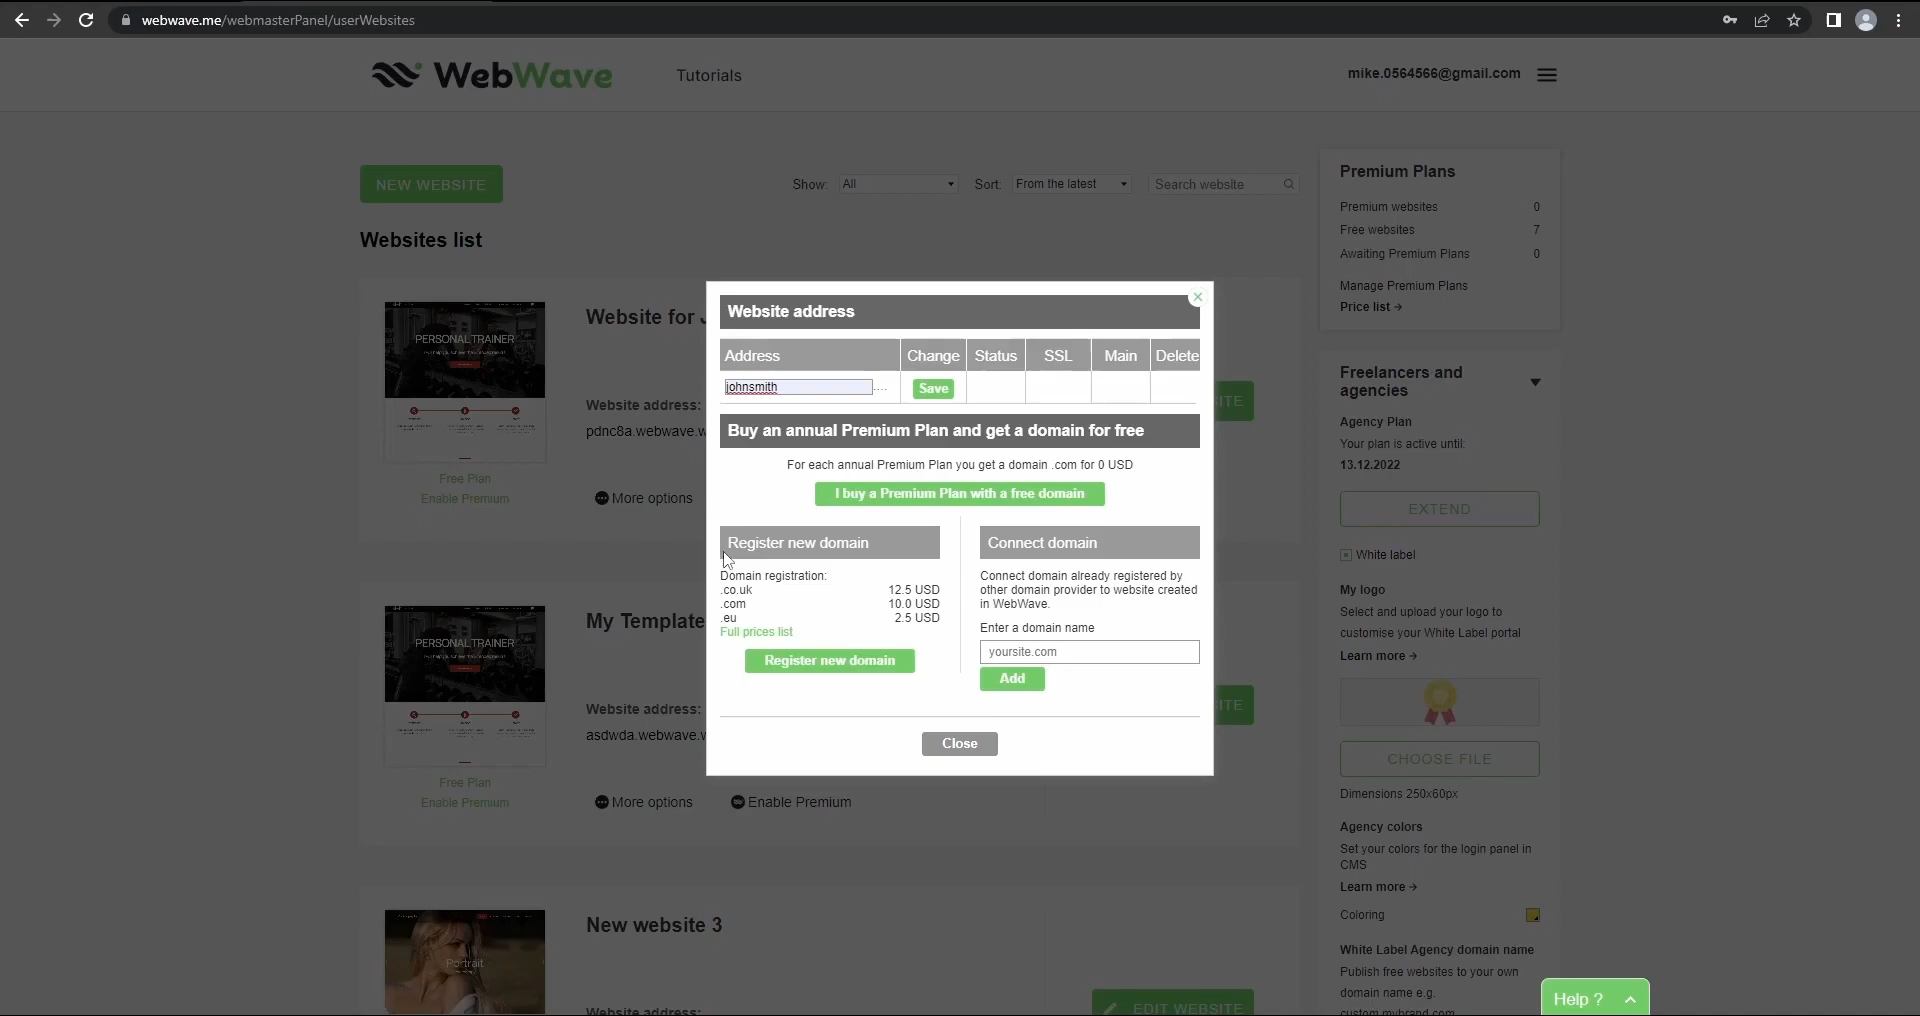 webwave.me/webmasterPanel/userWebsites
WebWave
Tutorials
mike.0564566@gmail.com
NEW WEBSITE
Show: All
Sort: From the latest
Search website
Websites list
PERSONAL TRAINER
Website for
Website address:
pdnc8a.webwave.
Free Plan
Enable Premium
More options
PERSONAL TRAINER
My Template
Website address:
asdwda.webwave.
Free Plan
Enable Premium
More options
Enable Premium
Portrait
New website 3
Website address:
EDIT WEBSITE
Website address
Address Change Status SSL Main Delete
johnsmith .... Save
Buy an annual Premium Plan and get a domain for free
For each annual Premium Plan you get a domain .com for 0 USD
I buy a Premium Plan with a free domain
Register new domain
Domain registration:
.co.uk 12.5 USD
.com 10.0 USD
.eu 2.5 USD
Full prices list
Register new domain
Connect domain
Connect domain already registered by
other domain provider to website created
in WebWave.
Enter a domain name
yoursite.com
Add
Close
Premium Plans
Premium websites 0
Free websites 7
Awaiting Premium Plans 0
Manage Premium Plans
Price list →
Freelancers and
agencies
Agency Plan
Your plan is active until:
13.12.2022
EXTEND
White label
My logo
Select and upload your logo to
customise your White Label portal
Learn more →
CHOOSE FILE
Dimensions 250x60px
Agency colors
Set your colors for the login panel in
CMS
Learn more →
Coloring
White Label Agency domain name
Publish free websites to your own
domain name e.g.
custom.mybrand.com
Help ?